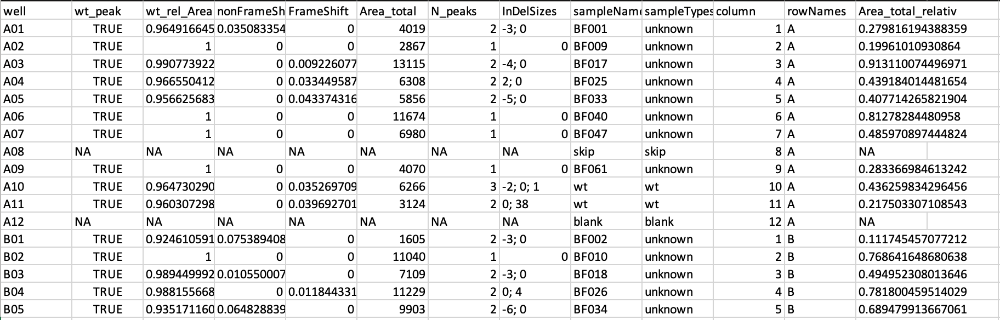 well wt_peak wt_rel_Area nonFrameSh FrameShift Area_total N_peaks InDelSizes sampleName sampleTypes column rowNames Area_total_relativ
A01 TRUE 0.964916645 0.035083354 0 4019 2 -3; 0 BF001 unknown 1 A 0.279816194388359
A02 TRUE 1 0 0 2867 1 0 BF009 unknown 2 A 0.19961010930864
A03 TRUE 0.990773922 0 0.009226077 13115 2 -4; 0 BF017 unknown 3 A 0.913110074496971
A04 TRUE 0.966550412 0 0.033449587 6308 2 2; 0 BF025 unknown 4 A 0.439184014481654
A05 TRUE 0.956625683 0 0.043374316 5856 2 -5; 0 BF033 unknown 5 A 0.407714265821904
A06 TRUE 1 0 0 11674 1 0 BF040 unknown 6 A 0.81278284480958
A07 TRUE 1 0 0 6980 1 0 BF047 unknown 7 A 0.485970897444824
A08 NA NA NA NA NA NA NA skip skip 8 A NA
A09 TRUE 1 0 0 4070 1 0 BF061 unknown 9 A 0.283366984613242
A10 TRUE 0.964730290 0 0.035269709 6266 3 -2; 0; 1 wt wt 10 A 0.436259834296456
A11 TRUE 0.960307298 0 0.039692701 3124 2 0; 38 wt wt 11 A 0.217503307108543
A12 NA NA NA NA NA NA NA blank blank 12 A NA
B01 TRUE 0.924610591 0.075389408 0 1605 2 -3; 0 BF002 unknown 1 B 0.111745457077212
B02 TRUE 1 0 0 11040 1 0 BF010 unknown 2 B 0.768641648680638
B03 TRUE 0.989449992 0.010550007 0 7109 2 -3; 0 BF018 unknown 3 B 0.494952308013646
B04 TRUE 0.988155668 0 0.011844331 11229 2 0; 4 BF026 unknown 4 B 0.781800459514029
B05 TRUE 0.935171160 0.064828839 0 9903 2 -6; 0 BF034 unknown 5 B 0.689479913667061